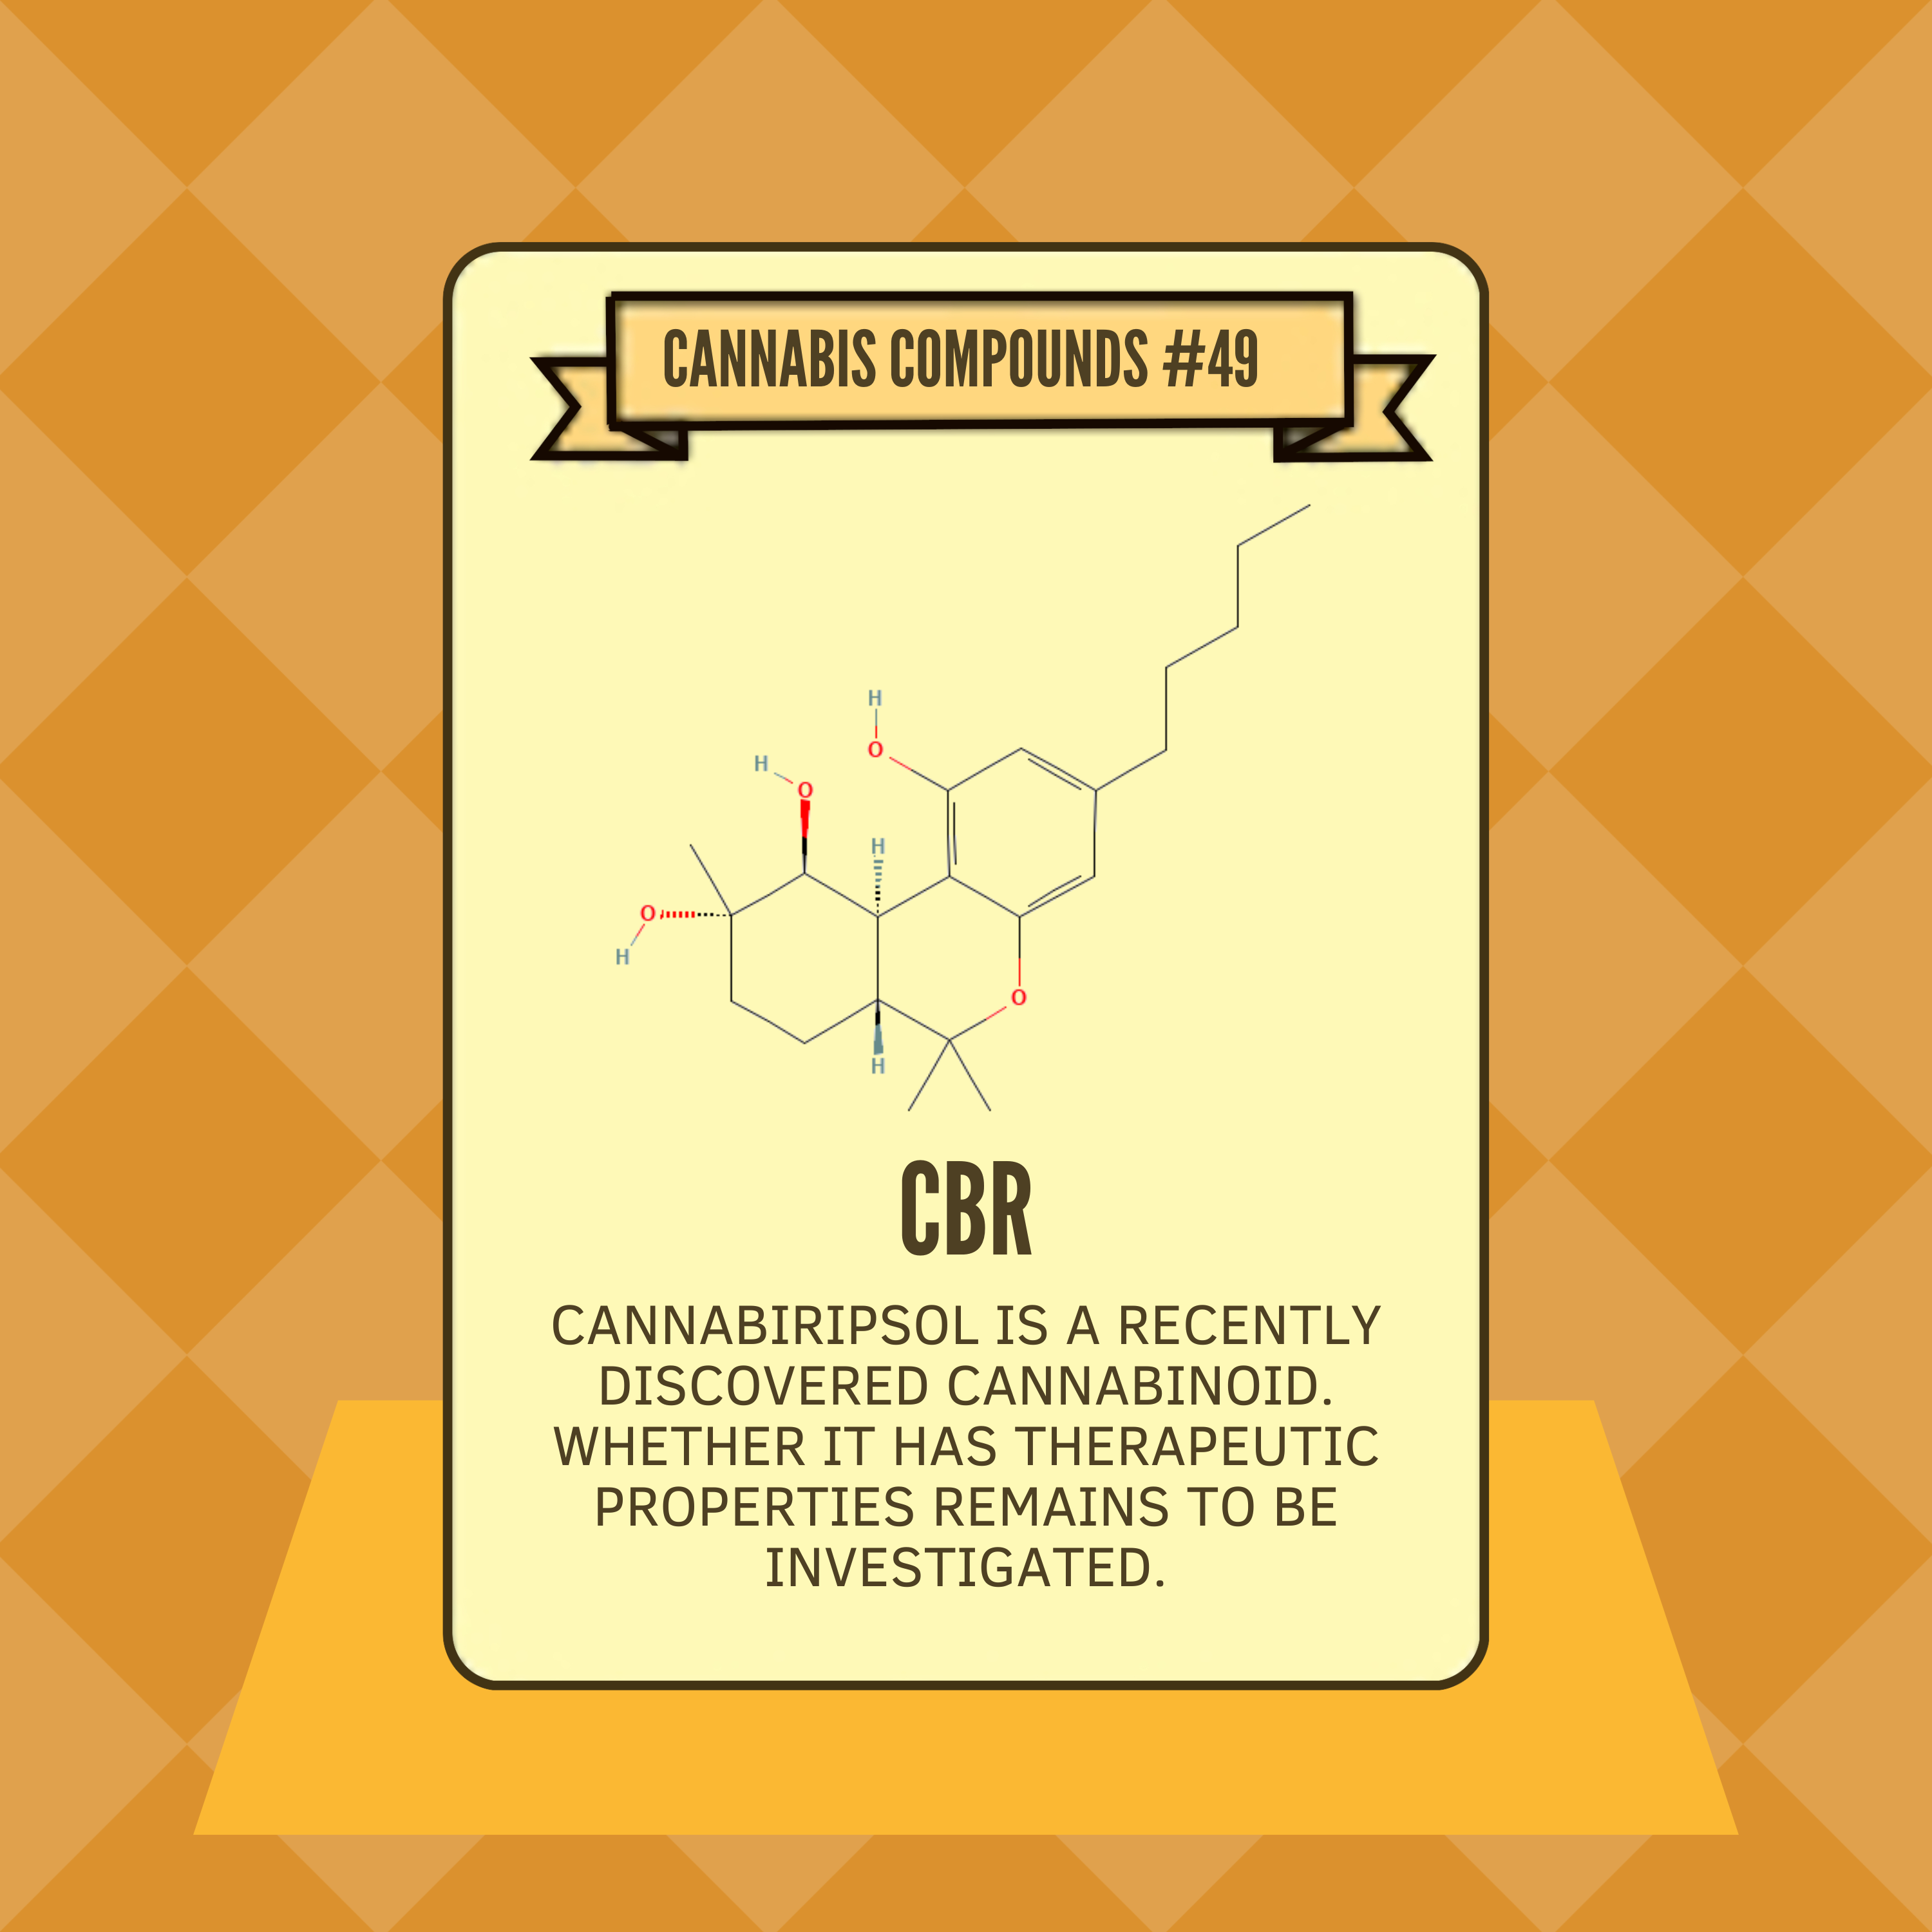 CANNABIS COMPOUNDS #49
H
O
H
O
H
O
H
O
H
CBR
CANNABIRIPSOL IS A RECENTLY
DISCOVERED CANNABINOID.
WHETHER IT HAS THERAPEUTIC
PROPERTIES REMAINS TO BE
INVESTIGATED.